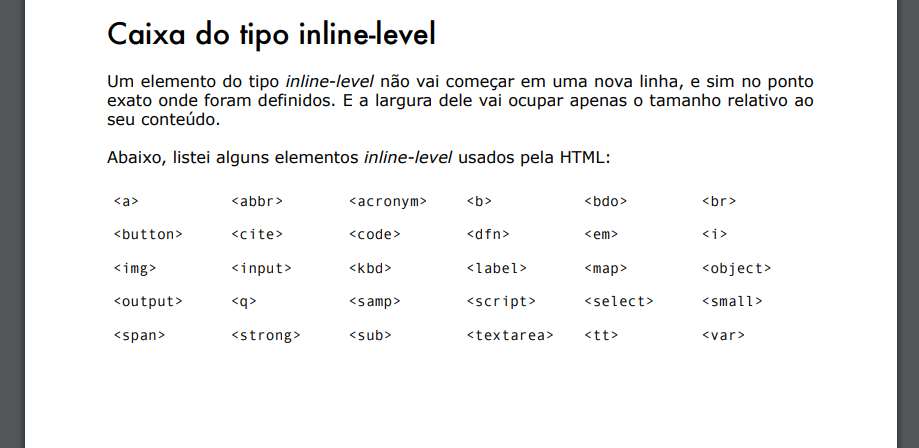 Caixa do tipo inline-level
Um elemento do tipo inline-level não vai começar em uma nova linha, e sim no ponto
exato onde foram definidos. E a largura dele vai ocupar apenas o tamanho relativo ao
seu conteúdo.
Abaixo, listei alguns elementos inline-level usados pela HTML:
<a> <abbr> <acronym> <b> <bdo> <br>
<button> <cite> <code> <dfn> <em> <i>
<img> <input> <kbd> <label> <map> <object>
<output> <q> <samp> <script> <select> <small>
<span> <strong> <sub> <textarea> <tt> <var>